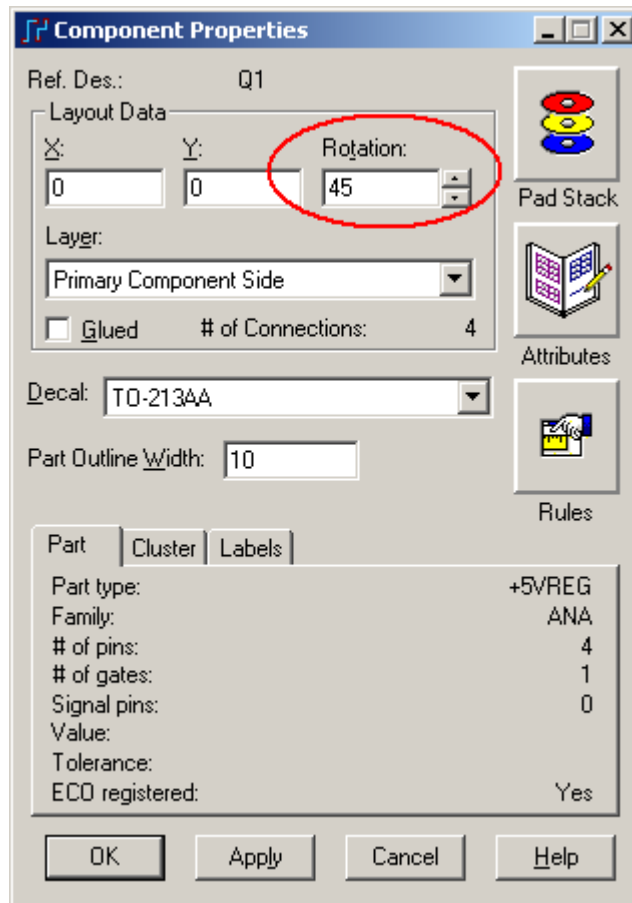 Component Properties
Ref. Des.: Q1
Layout Data
X: Y: Rotation:
0 0 45
Pad Stack
Layer:
Primary Component Side
Glued # of Connections: 4
Attributes
Decal: TO-213AA
Part Outline Width: 10
Rules
Part Cluster Labels
Part type: +5VREG
Family: ANA
# of pins: 4
# of gates: 1
Signal pins: 0
Value:
Tolerance:
ECO registered: Yes
OK Apply Cancel Help